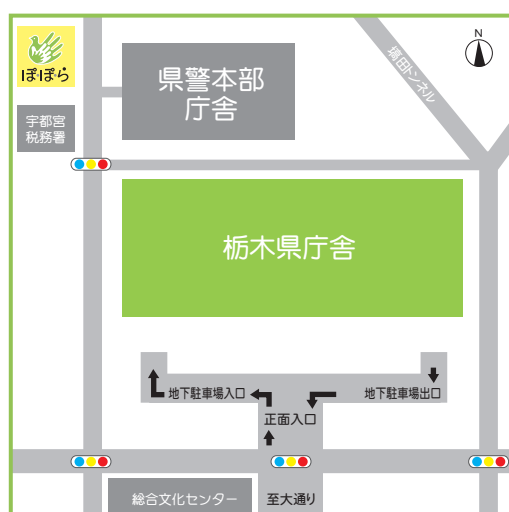 ぽ・ぽ・ら
宇都宮
税務署
県警本部
庁舎
塙田トンネル
N
栃木県庁舎
地下駐車場入口
地下駐車場出口
正面入口
総合文化センター
至大通り